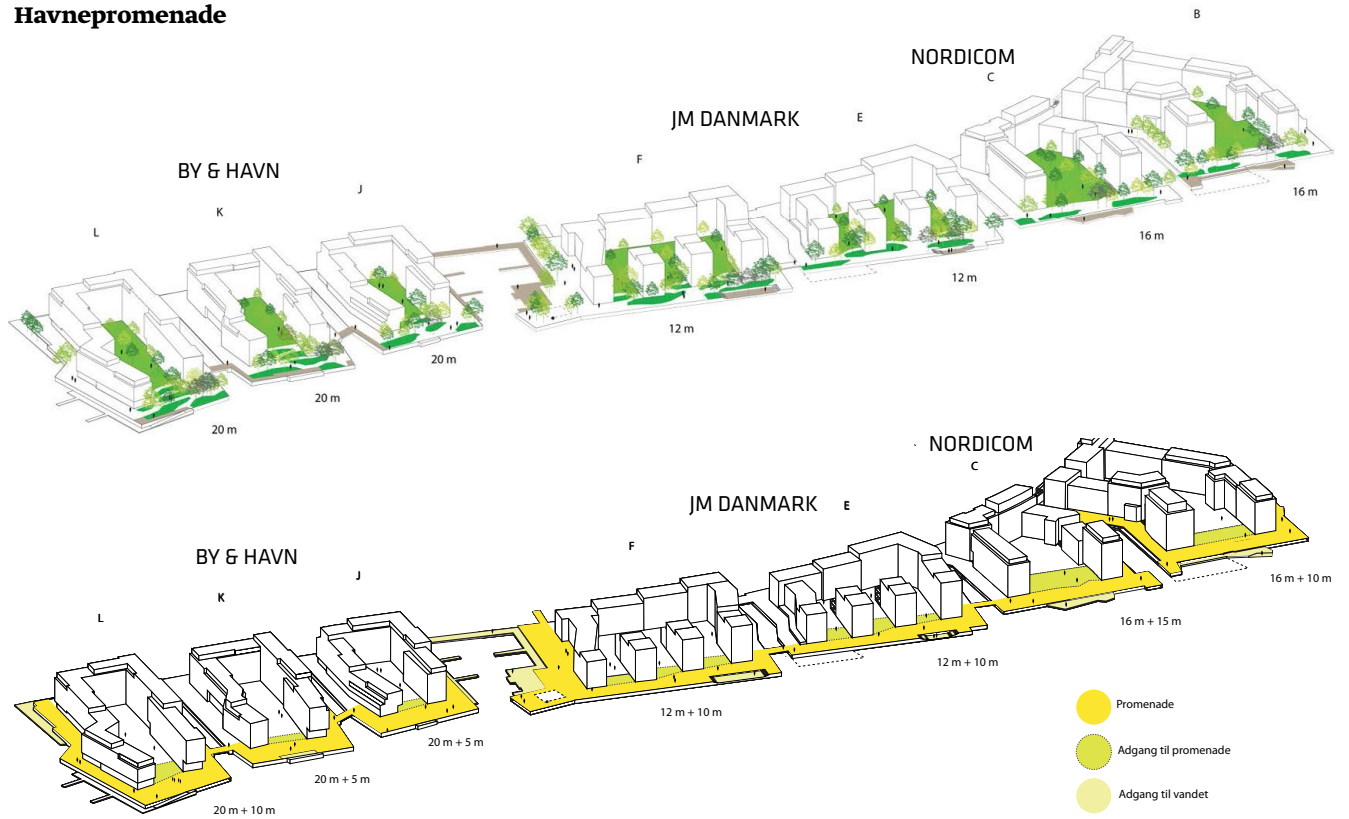 Havnepromenade
B
NORDICOM
C
JM DANMARK
E
F
BY & HAVN
J
K
L
16 m
16 m
12 m
12 m
20 m
20 m
20 m
NORDICOM
C
JM DANMARK
E
F
BY & HAVN
J
K
L
16 m + 10 m
16 m + 15 m
12 m + 10 m
12 m + 10 m
20 m + 5 m
20 m + 5 m
20 m + 10 m
Promenade
Adgang til promenade
Adgang til vandet